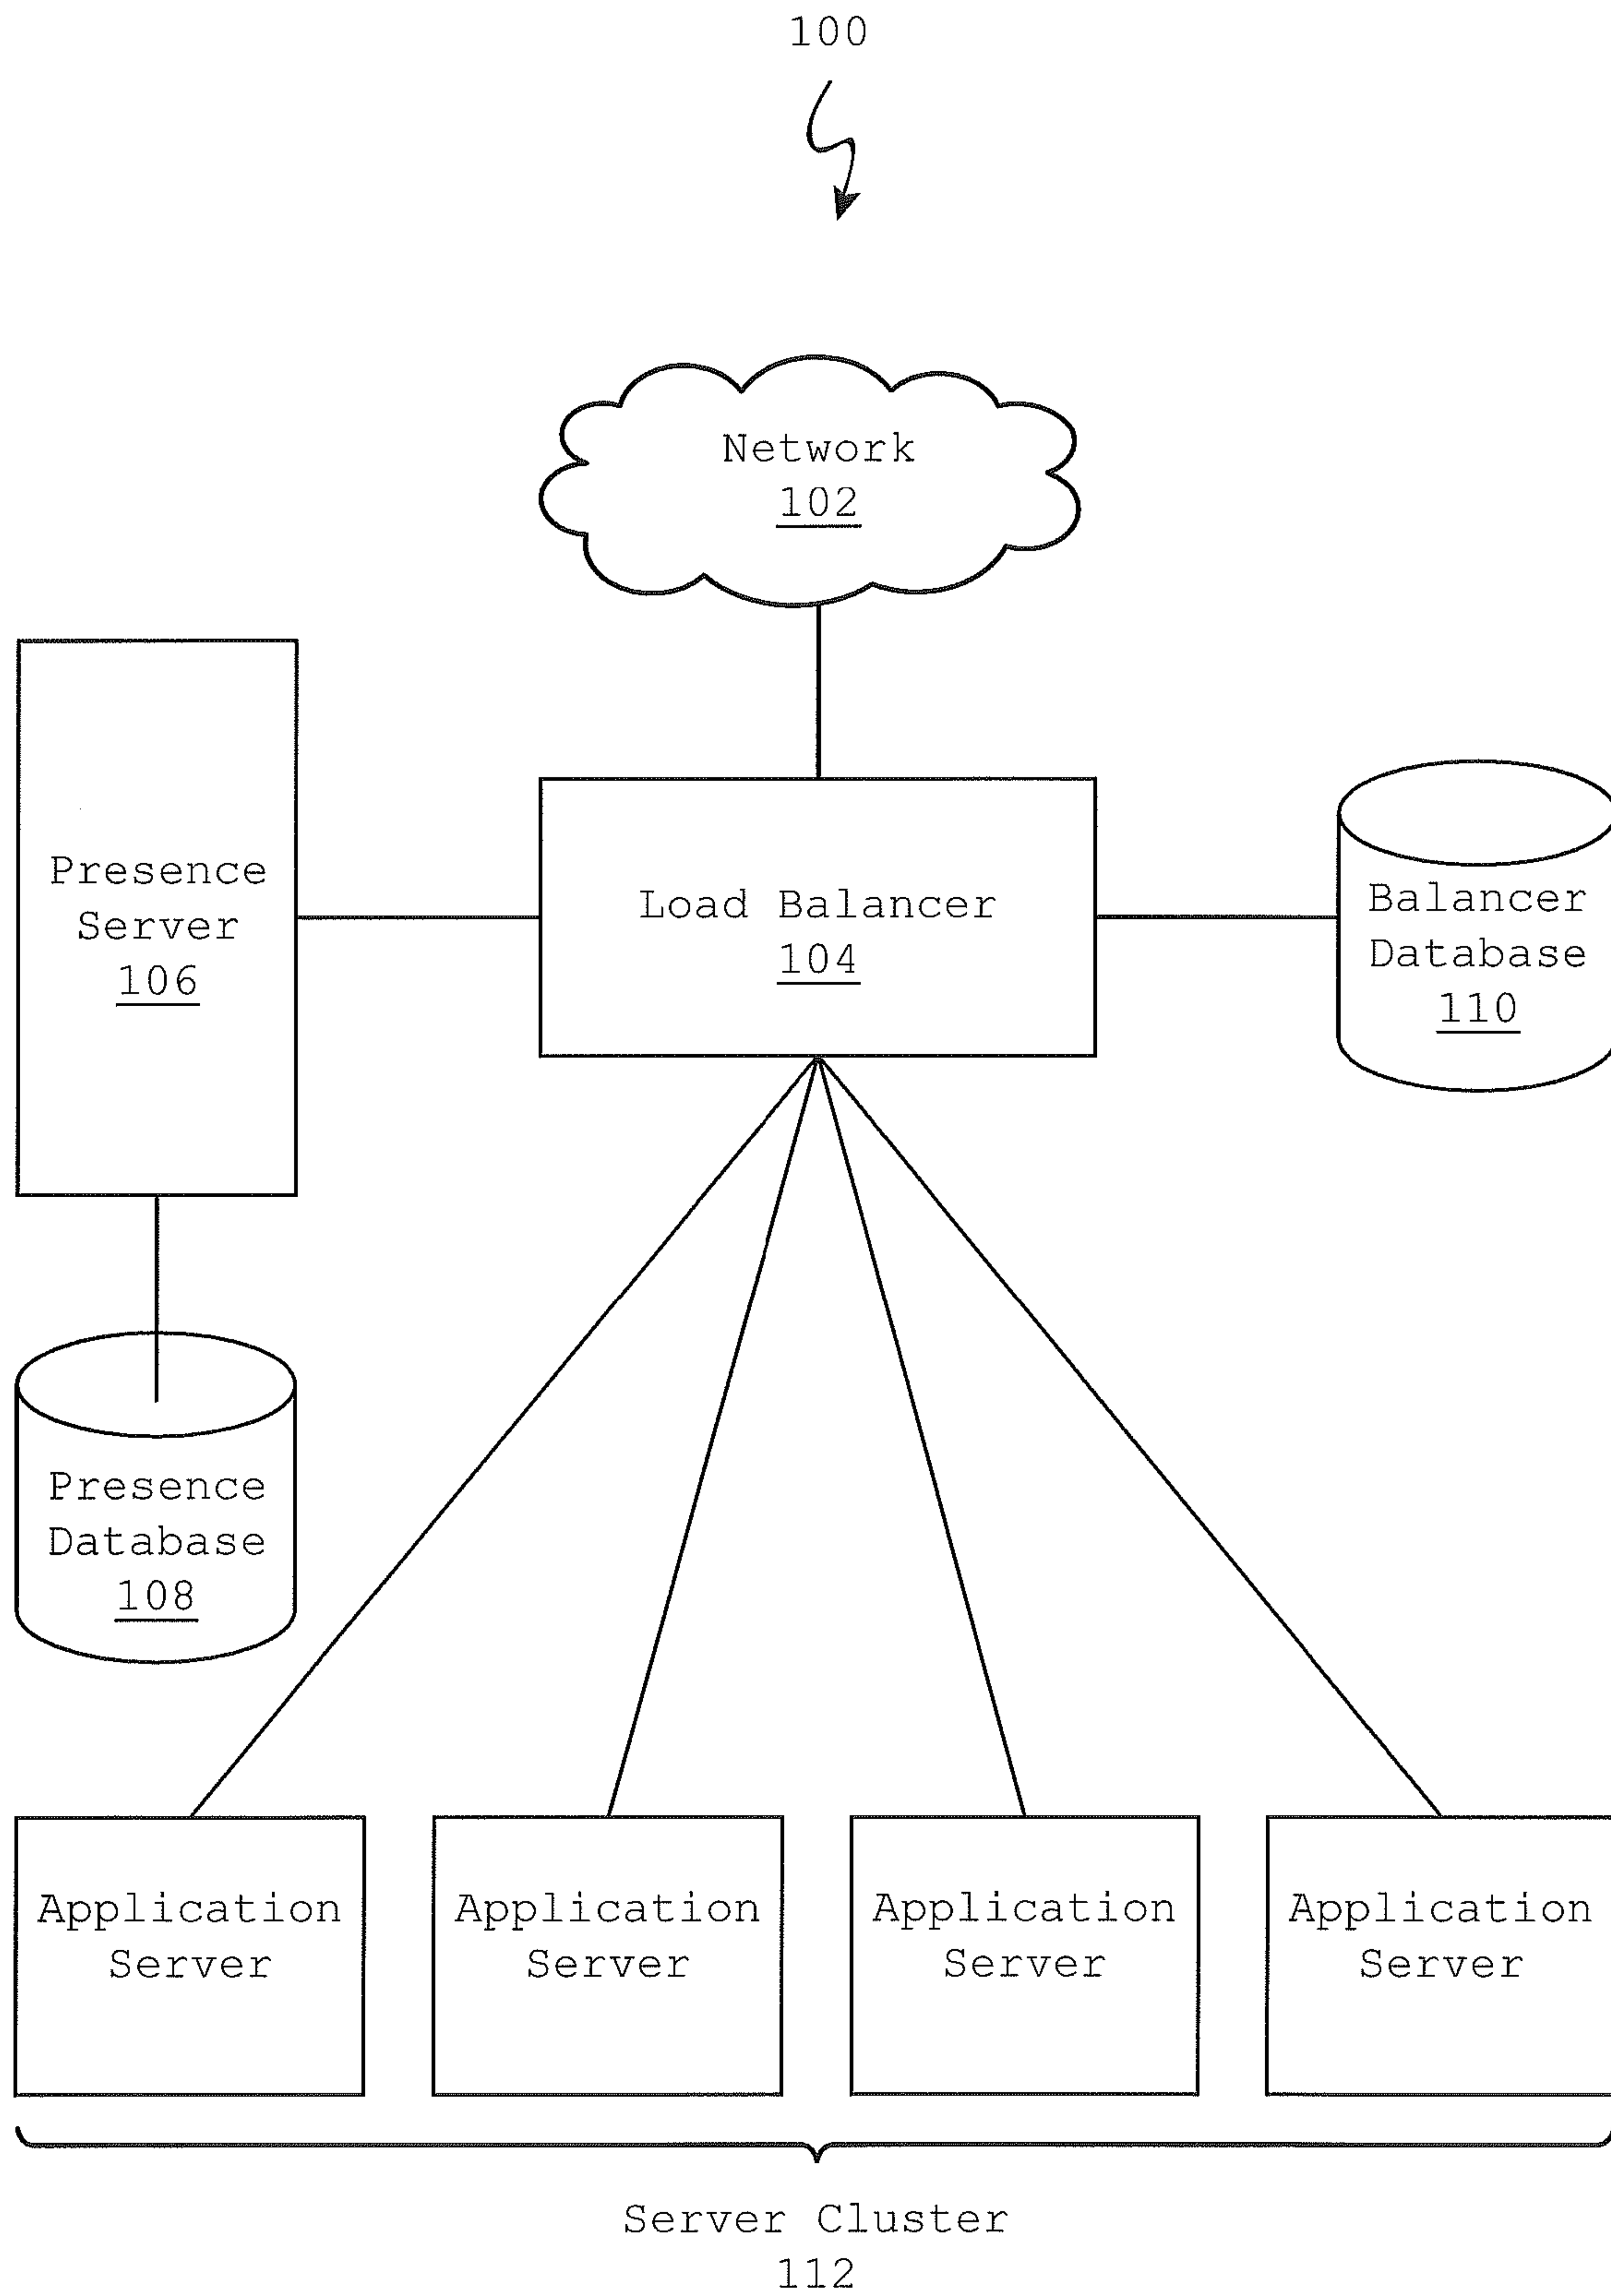 100
Network
102
Presence
Server
106
Load Balancer
104
Balancer
Database
110
Presence
Database
108
Application
Server
Application
Server
Application
Server
Application
Server
Server Cluster
112